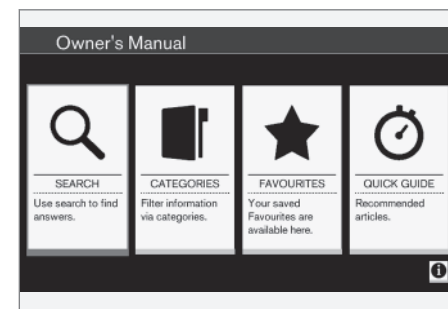 Owner's Manual
SEARCH
Use search to find
answers.
CATEGORIES
Filter information
via categories.
FAVOURITES
Your saved
Favourites are
available here.
QUICK GUIDE
Recommended
articles.